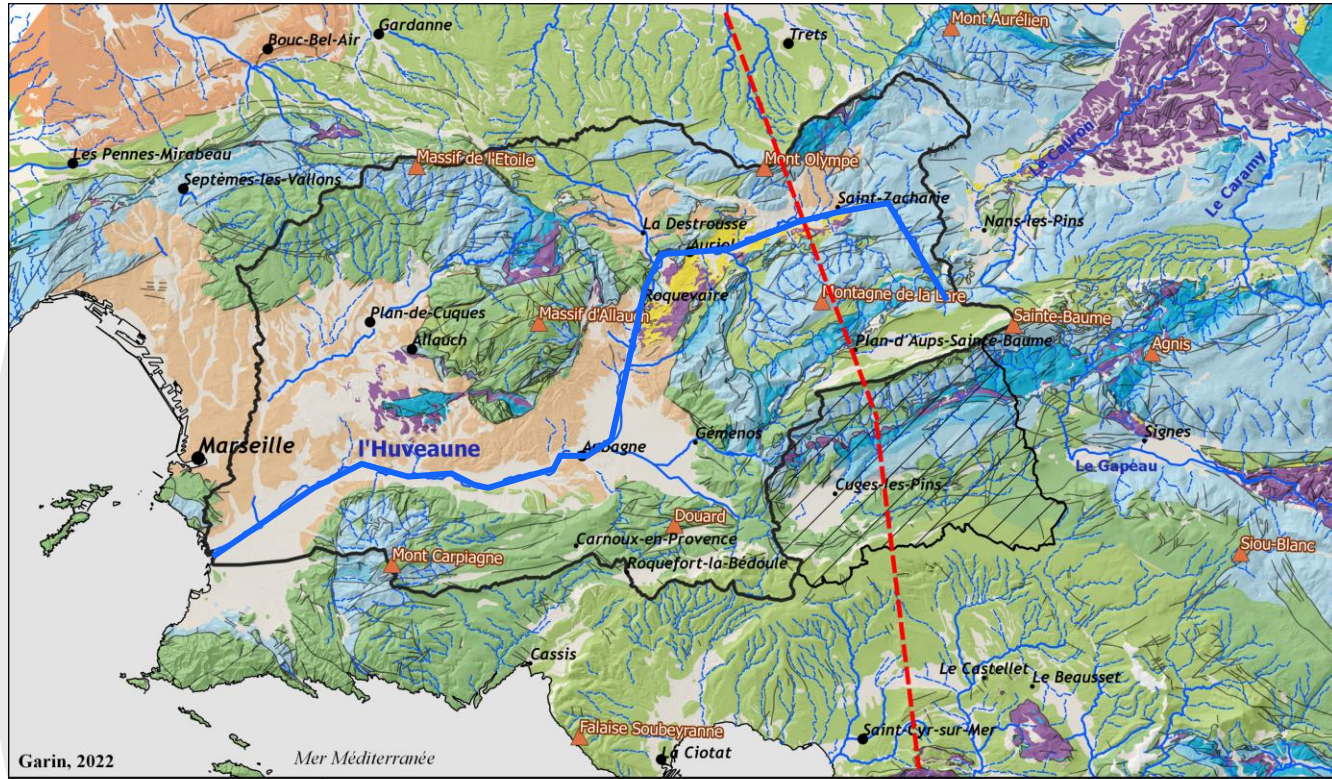 Mont Aurélien
Gardanne
Trets
Bouc-Bel-Air
Les Pennes-Mirabeau
Massif de l'Etoile
Mont Olympe
Le Cauron
Septèmes-les-Vallons
Saint-Zacharie
Le Caramy
La Destrousse
Nans-les-Pins
Auriol
Roquevaire
Montagne de la Lare
Plan-de-Cuques
Massif d'Allauch
Sainte-Baume
Allauch
Plan-d'Aups-Sainte-Baume
Agnis
Marseille
l'Huveaune
Aubagne
Gémenos
Signes
Le Gapeau
Cuges-les-Pins
Douard
Carnoux-en-Provence
Mont Carpiagne
Roquefort-la-Bédoule
Siou-Blanc
Cassis
Le Castellet
Le Beausset
Falaise Soubeyranne
Saint-Cyr-sur-Mer
La Ciotat
Garin, 2022
Mer Méditerranée